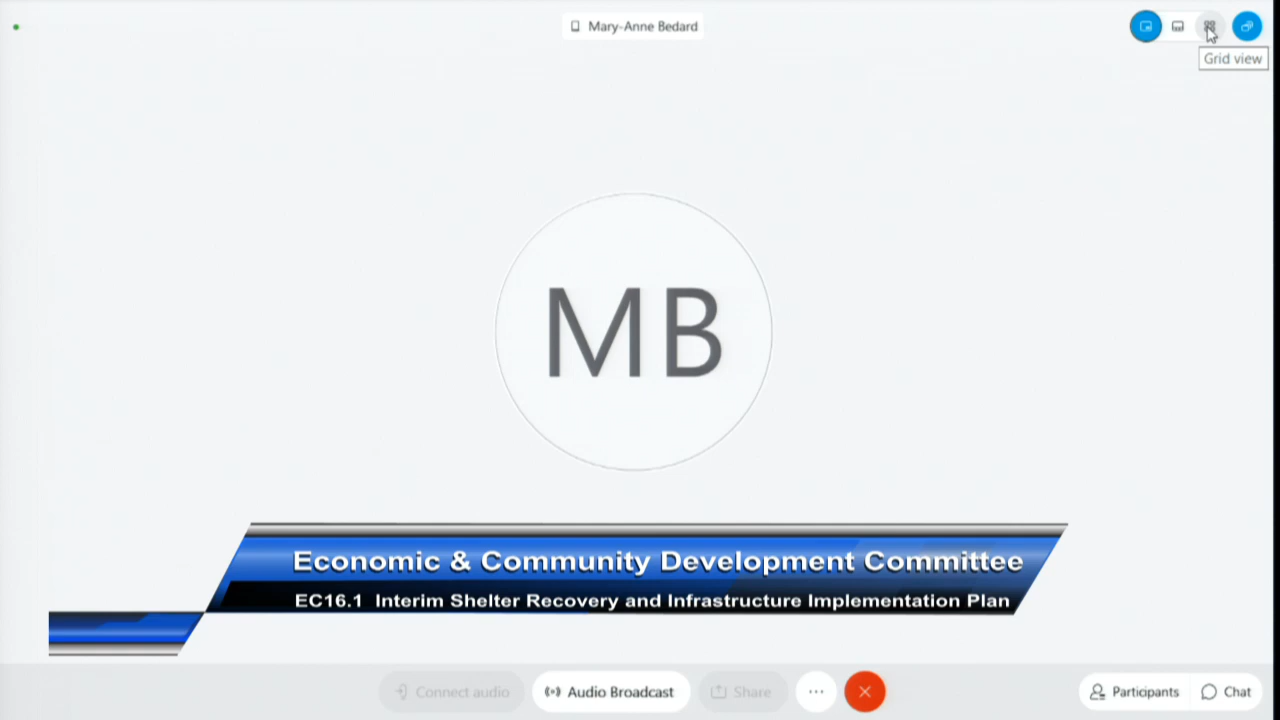 Mary-Anne Bedard
Grid view
MB
Economic & Community Development Committee
EC16.1 Interim Shelter Recovery and Infrastructure Implementation Plan
Connect audio
Audio Broadcast
Share
Participants
Chat